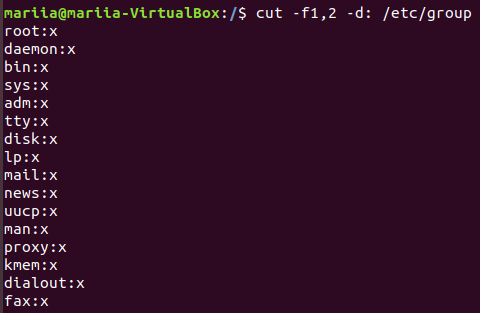 mariia@mariia-VirtualBox:/$ cut -f1,2 -d: /etc/group
root:x
daemon:x
bin:x
sys:x
adm:x
tty:x
disk:x
lp:x
mail:x
news:x
uucp:x
man:x
proxy:x
kmem:x
dialout:x
fax:x